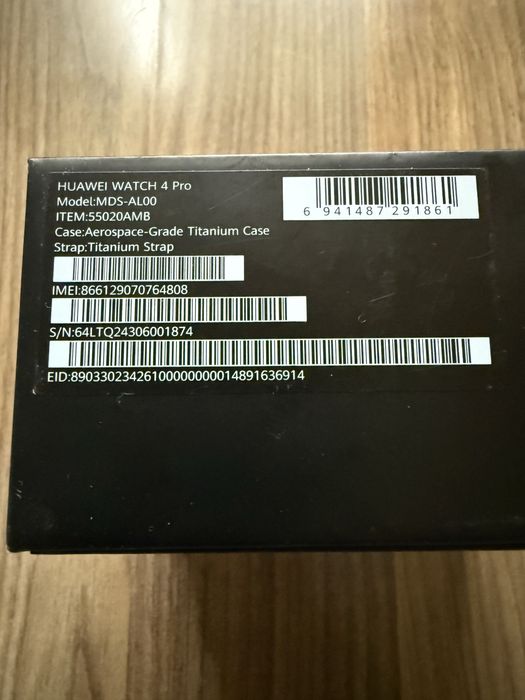 HUAWEI WATCH 4 Pro
Model:MDS-AL00
ITEM:55020AMB
Case:Aerospace-Grade Titanium Case
Strap:Titanium Strap
6 941487 291861
IMEI:866129070764808
S/N:64LTQ24306001874
EID:89033023426100000000014891636914